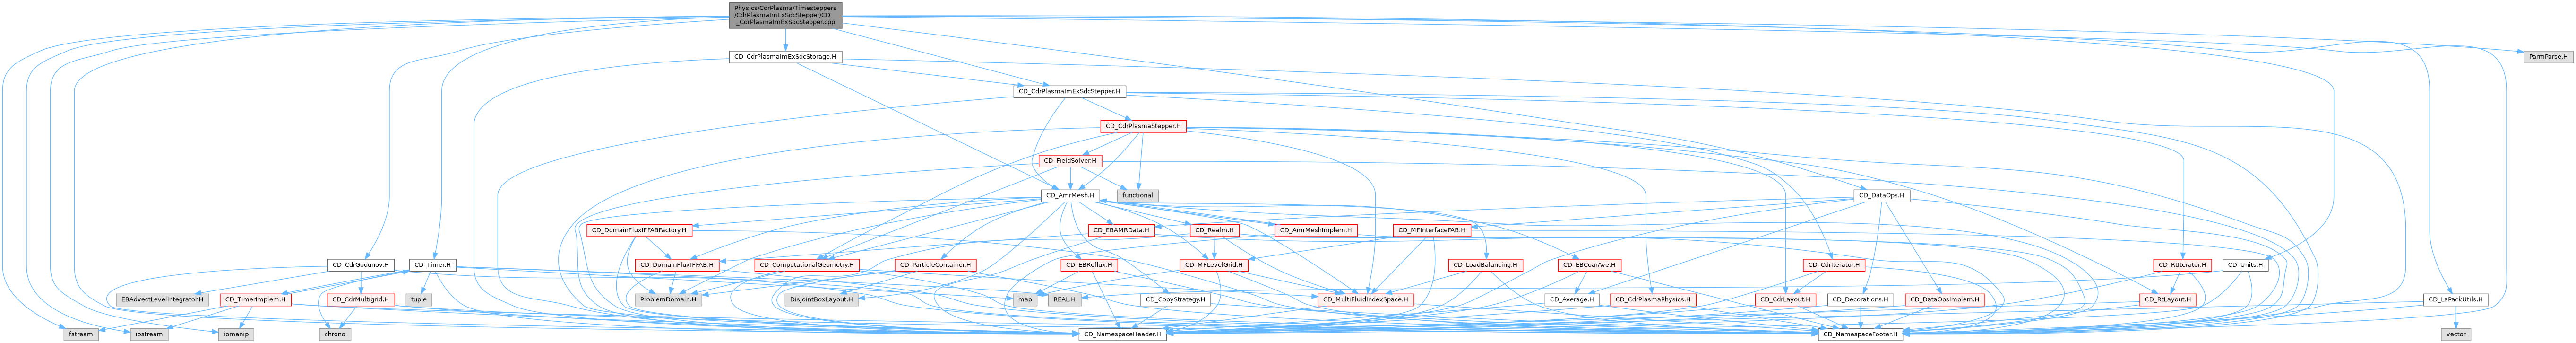 Physics/CdrPlasma/Timesteppers
/CdrPlasmaImExSdcStepper/CD
_CdrPlasmaImExSdcStepper.cpp
ParmParse.H
CD_CdrPlasmaImExSdcStorage.H
CD_CdrPlasmaImExSdcStepper.H
CD_CdrPlasmaStepper.H
CD_FieldSolver.H
CD_AmrMesh.H
functional
CD_DataOps.H
CD_DomainFluxIFFABFactory.H
CD_EBAMRData.H
CD_Realm.H
CD_AmrMeshImplem.H
CD_MFInterfaceFAB.H
CD_CdrGodunov.H
CD_Timer.H
CD_DomainFluxIFFAB.H
CD_ComputationalGeometry.H
CD_ParticleContainer.H
CD_EBReflux.H
CD_MFLevelGrid.H
CD_LoadBalancing.H
CD_EBCoarAve.H
CD_CdrIterator.H
CD_RtIterator.H
CD_Units.H
EBAdvectLevelIntegrator.H
CD_TimerImplem.H
CD_CdrMultigrid.H
tuple
ProblemDomain.H
DisjointBoxLayout.H
map
REAL.H
CD_CopyStrategy.H
CD_MultiFluidIndexSpace.H
CD_Average.H
CD_CdrPlasmaPhysics.H
CD_CdrLayout.H
CD_Decorations.H
CD_DataOpsImplem.H
CD_RtLayout.H
CD_LaPackUtils.H
fstream
iostream
iomanip
chrono
CD_NamespaceHeader.H
CD_NamespaceFooter.H
vector